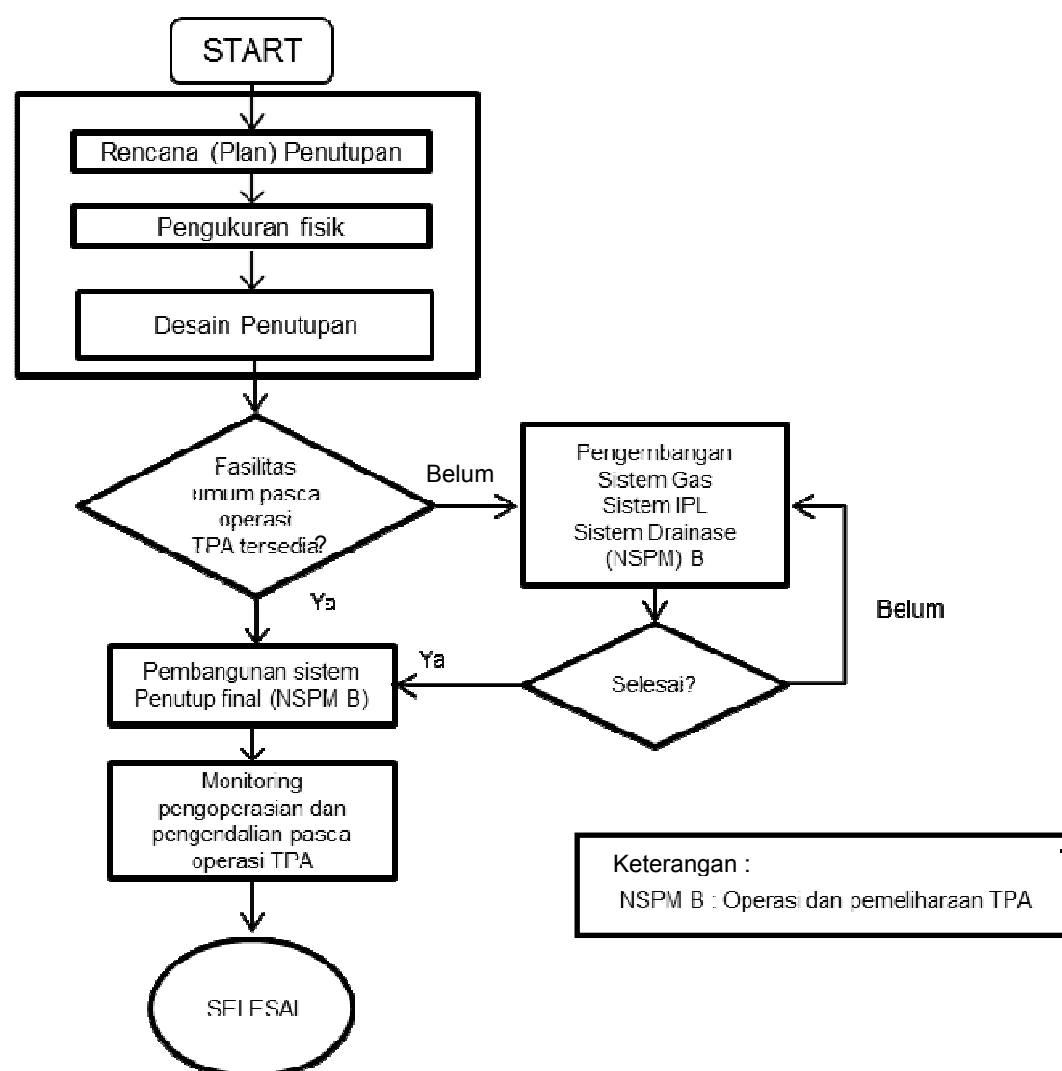 START
Rencana (Plan) Penutupan
Pengukuran fisik
Desain Penutupan
Fasilitas
umum pasca
operasi
TPA tersedia?
Belum
Pengembangan
Sistem Gas
Sistem IPL
Sistem Drainase
(NSPM) B
Ya
Belum
Selesai?
Ya
Pembangunan sistem
Penutup final (NSPM B)
Monitoring
pengoperasian dan
pengendalian pasca
operasi TPA
Keterangan :
NSPM B : Operasi dan pemeliharaan TPA
SELESAI